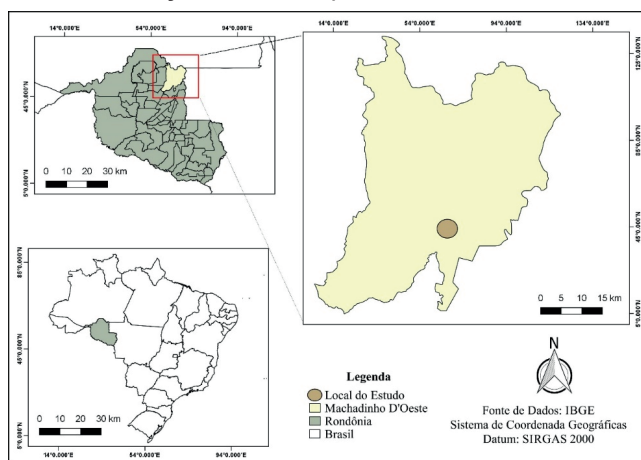 14°0.000'N 54°0.000'N 94°0.000'N
45°0.000'N
5°0.000'N
0 10 20 30 km
14°0.000'N 54°0.000'N 94°0.000'N 134°0.000'N
125°0.000'N
85°0.000'N
45°0.000'N
5°0.000'N
0 5 10 15 km
85°0.000'N
45°0.000'N
5°0.000'N
0 10 20 30 km
14°0.000'N 54°0.000'N 94°0.000'N
Legenda
Local do Estudo
Machadinho D'Oeste
Rondônia
Brasil
N
Fonte de Dados: IBGE
Sistema de Coordenada Geográficas
Datum: SIRGAS 2000